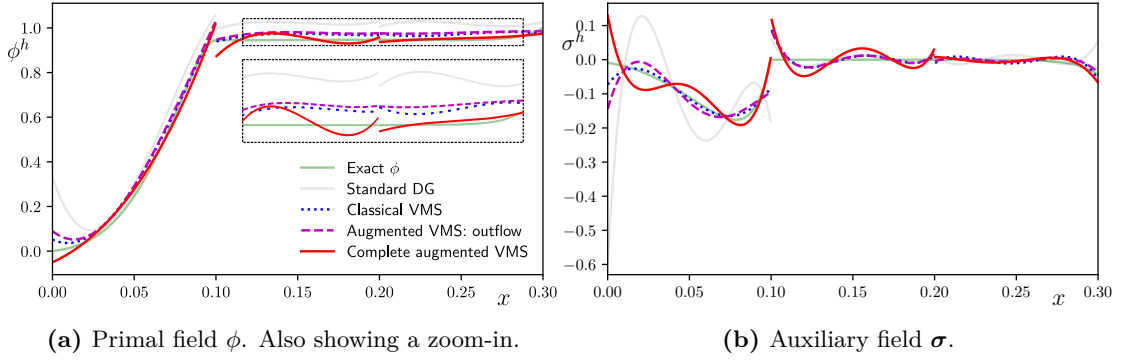 ϕʰ
1.0
0.8
0.6
0.4
0.2
0.0
Exact ϕ
Standard DG
Classical VMS
Augmented VMS: outflow
Complete augmented VMS
0.00 0.05 0.10 0.15 0.20 0.25 0.30
x
(a) Primal field ϕ. Also showing a zoom-in.
σʰ
0.1
0.0
−0.1
−0.2
−0.3
−0.4
−0.5
−0.6
0.00 0.05 0.10 0.15 0.20 0.25 0.30
x
(b) Auxiliary field σ.